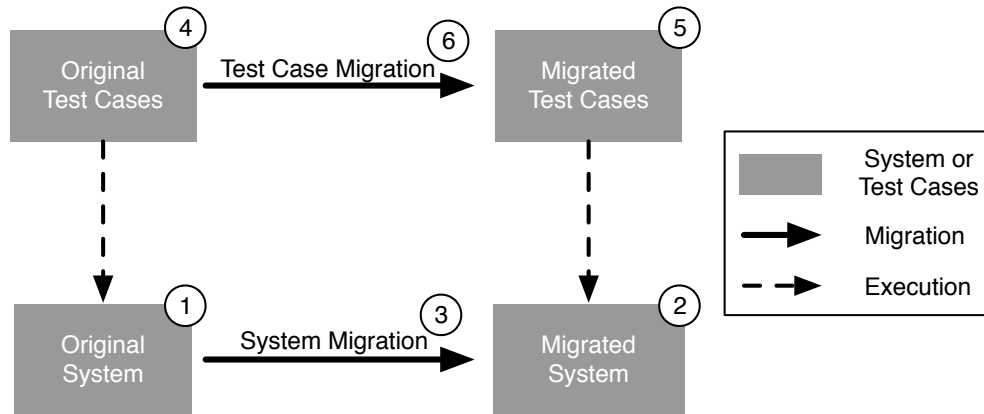 4
6
5
Original
Test Cases
Test Case Migration
Migrated
Test Cases
System or
Test Cases
Migration
Execution
1
3
2
Original
System
System Migration
Migrated
System